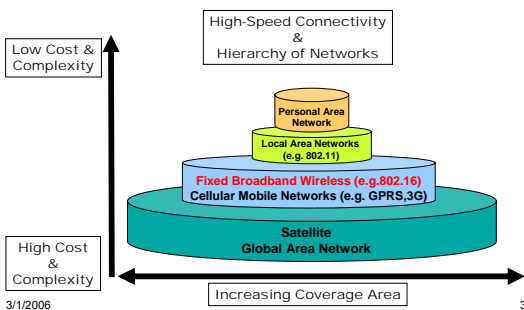 High-Speed Connectivity
&
Hierarchy of Networks
Low Cost &
Complexity
Personal Area
Network
Local Area Networks
(e.g. 802.11)
Fixed Broadband Wireless (e.g.802.16)
Cellular Mobile Networks (e.g. GPRS,3G)
Satellite
Global Area Network
High Cost
&
Complexity
Increasing Coverage Area
3/1/2006
3